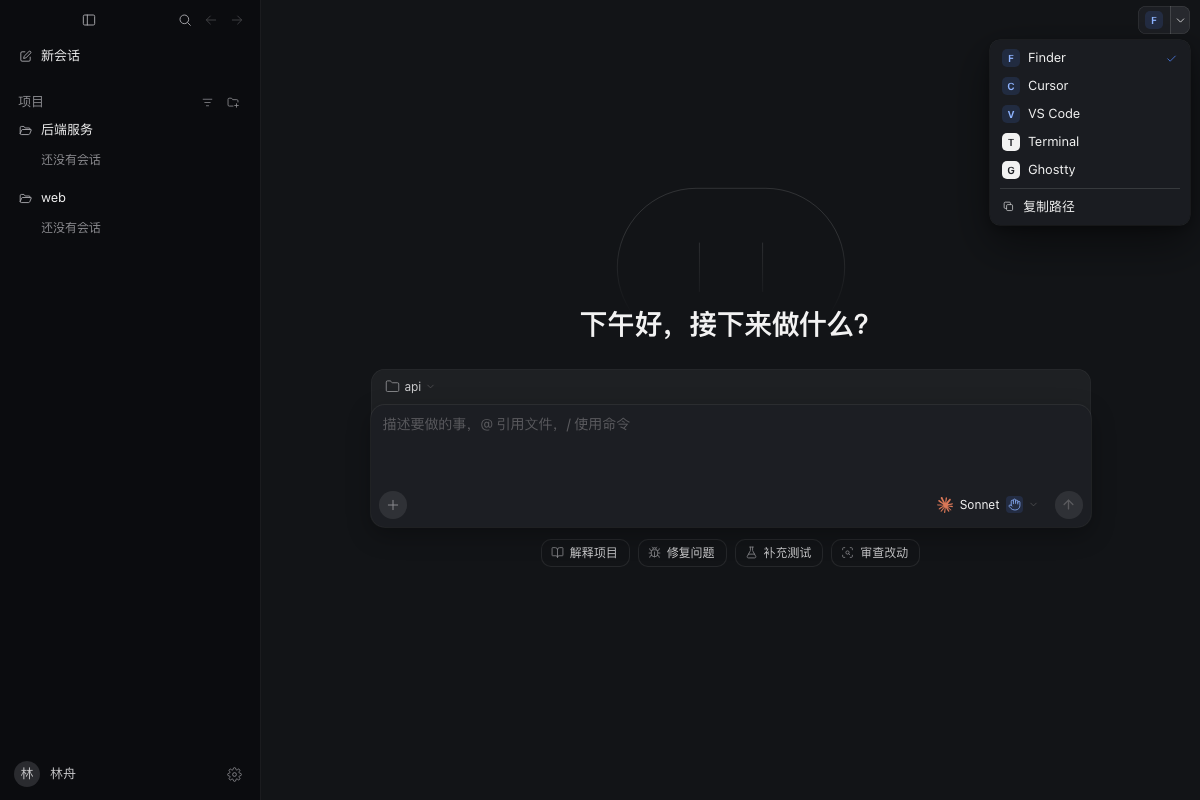 新会话
项目
后端服务
还没有会话
web
还没有会话
林 林舟
F
F Finder
C Cursor
V VS Code
T Terminal
G Ghostty
复制路径
下午好，接下来做什么?
api
描述要做的事，@ 引用文件，/ 使用命令
Sonnet
解释项目
修复问题
补充测试
审查改动